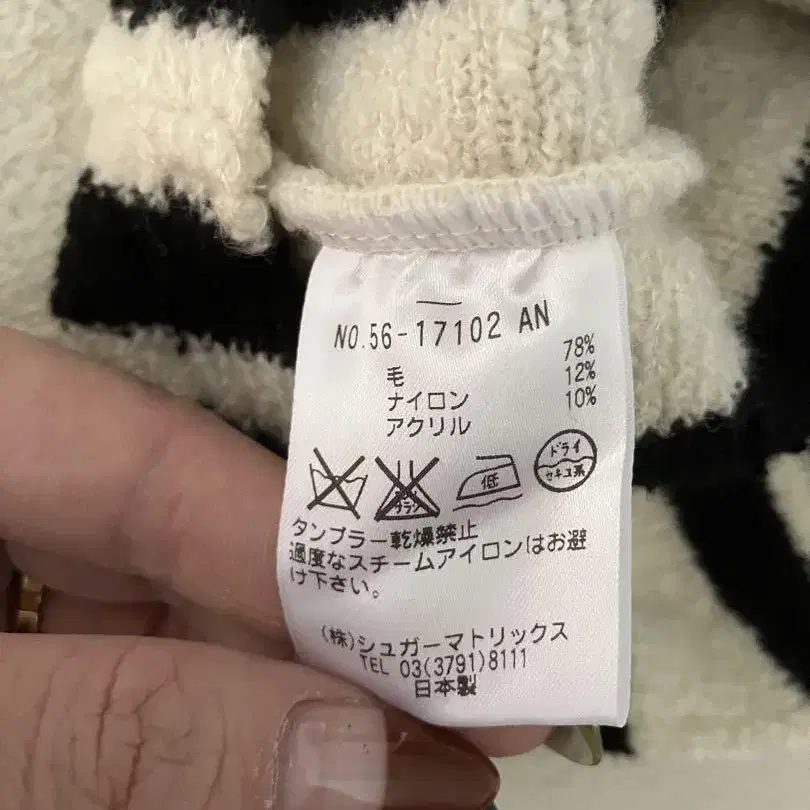 NO.56-17102 AN
毛 78%
ナイロン 12%
アクリル 10%
低
ドライ
セキユ系
タンブラー乾燥禁止
過度なスチームアイロンはお避
け下さい。
(株)シュガーマトリックス
TEL 03(3791)8111
日本製